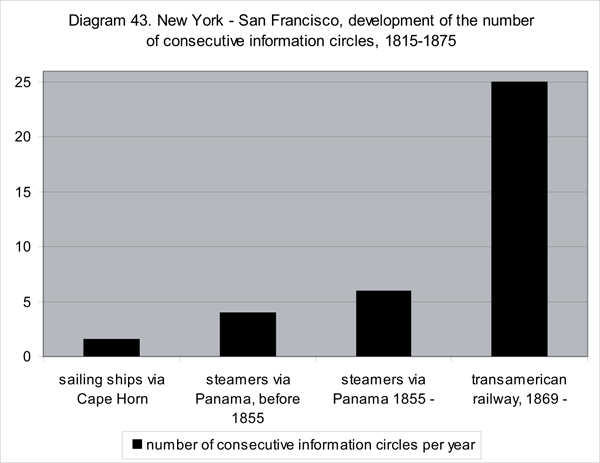 Diagram 43. New York - San Francisco, development of the number
of consecutive information circles, 1815-1875
25
20
15
10
5
0
sailing ships via
Cape Horn
steamers via
Panama, before
1855
steamers via
Panama 1855 -
transamerican
railway, 1869 -
number of consecutive information circles per year